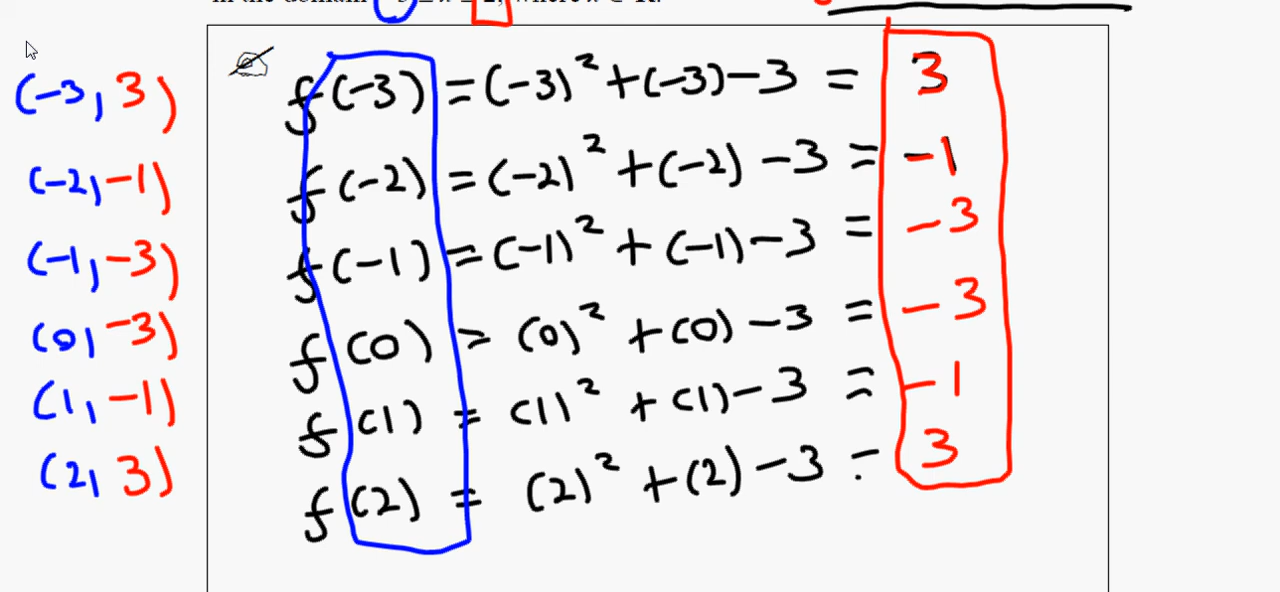 (-3, 3) f(-3) = (-3)² + (-3) - 3 = 3
(-2, -1) f(-2) = (-2)² + (-2) - 3 = -1
(-1, -3) f(-1) = (-1)² + (-1) - 3 = -3
(0, -3) f(0) = (0)² + (0) - 3 = -3
(1, -1) f(1) = (1)² + (1) - 3 = -1
(2, 3) f(2) = (2)² + (2) - 3 = 3